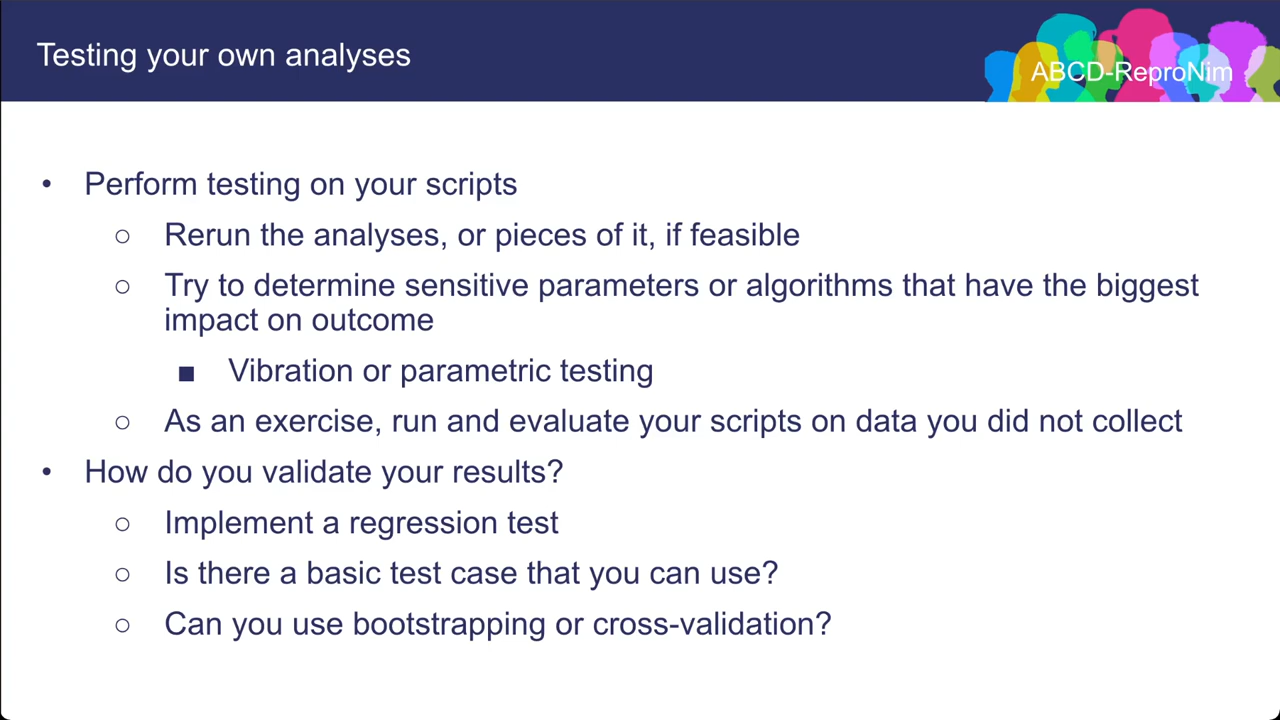 Testing your own analyses
ABCD-ReproNim
• Perform testing on your scripts
○ Rerun the analyses, or pieces of it, if feasible
○ Try to determine sensitive parameters or algorithms that have the biggest
impact on outcome
■ Vibration or parametric testing
○ As an exercise, run and evaluate your scripts on data you did not collect
• How do you validate your results?
○ Implement a regression test
○ Is there a basic test case that you can use?
○ Can you use bootstrapping or cross-validation?